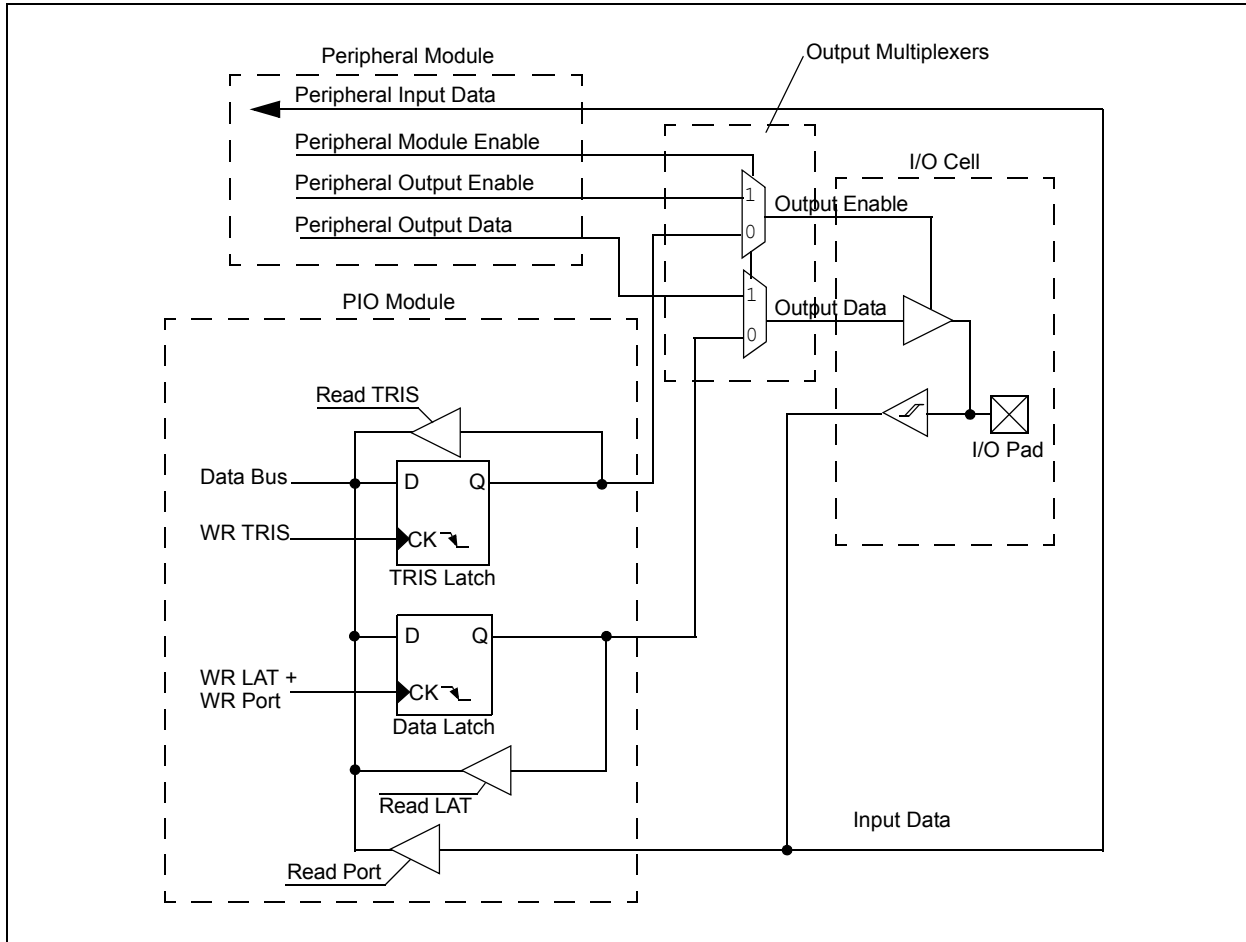 Peripheral Module
Output Multiplexers
Peripheral Input Data
Peripheral Module Enable
I/O Cell
Peripheral Output Enable
1
Output Enable
Peripheral Output Data
0
PIO Module
1
Output Data
0
Read TRIS
I/O Pad
Data Bus
D
Q
WR TRIS
CK
TRIS Latch
D
Q
WR LAT +
WR Port
CK
Data Latch
Read LAT
Input Data
Read Port